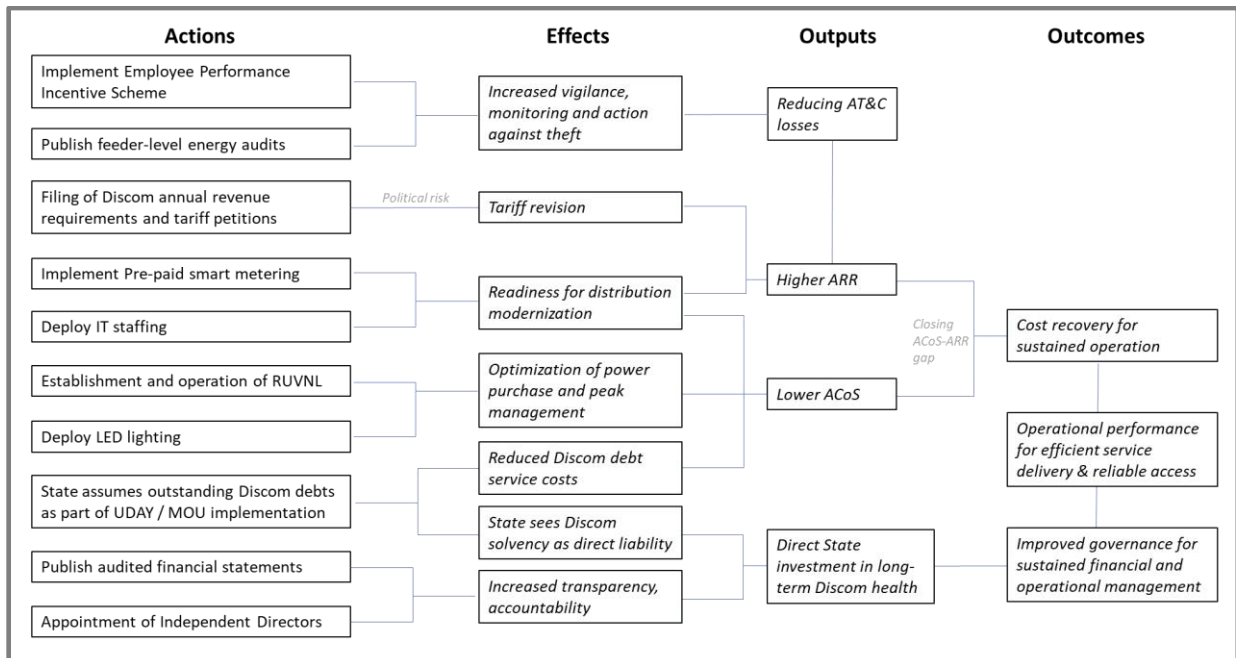 Actions
Effects
Outputs
Outcomes
Implement Employee Performance
Incentive Scheme
Publish feeder-level energy audits
Filing of Discom annual revenue
requirements and tariff petitions
Implement Pre-paid smart metering
Deploy IT staffing
Establishment and operation of RUVNL
Deploy LED lighting
State assumes outstanding Discom debts
as part of UDAY / MOU implementation
Publish audited financial statements
Appointment of Independent Directors
Political risk
Increased vigilance,
monitoring and action
against theft
Tariff revision
Readiness for distribution
modernization
Optimization of power
purchase and peak
management
Reduced Discom debt
service costs
State sees Discom
solvency as direct liability
Increased transparency,
accountability
Reducing AT&C
losses
Higher ARR
Lower ACoS
Direct State
investment in long-
term Discom health
Closing
ACoS-ARR
gap
Cost recovery for
sustained operation
Operational performance
for efficient service
delivery & reliable access
Improved governance for
sustained financial and
operational management